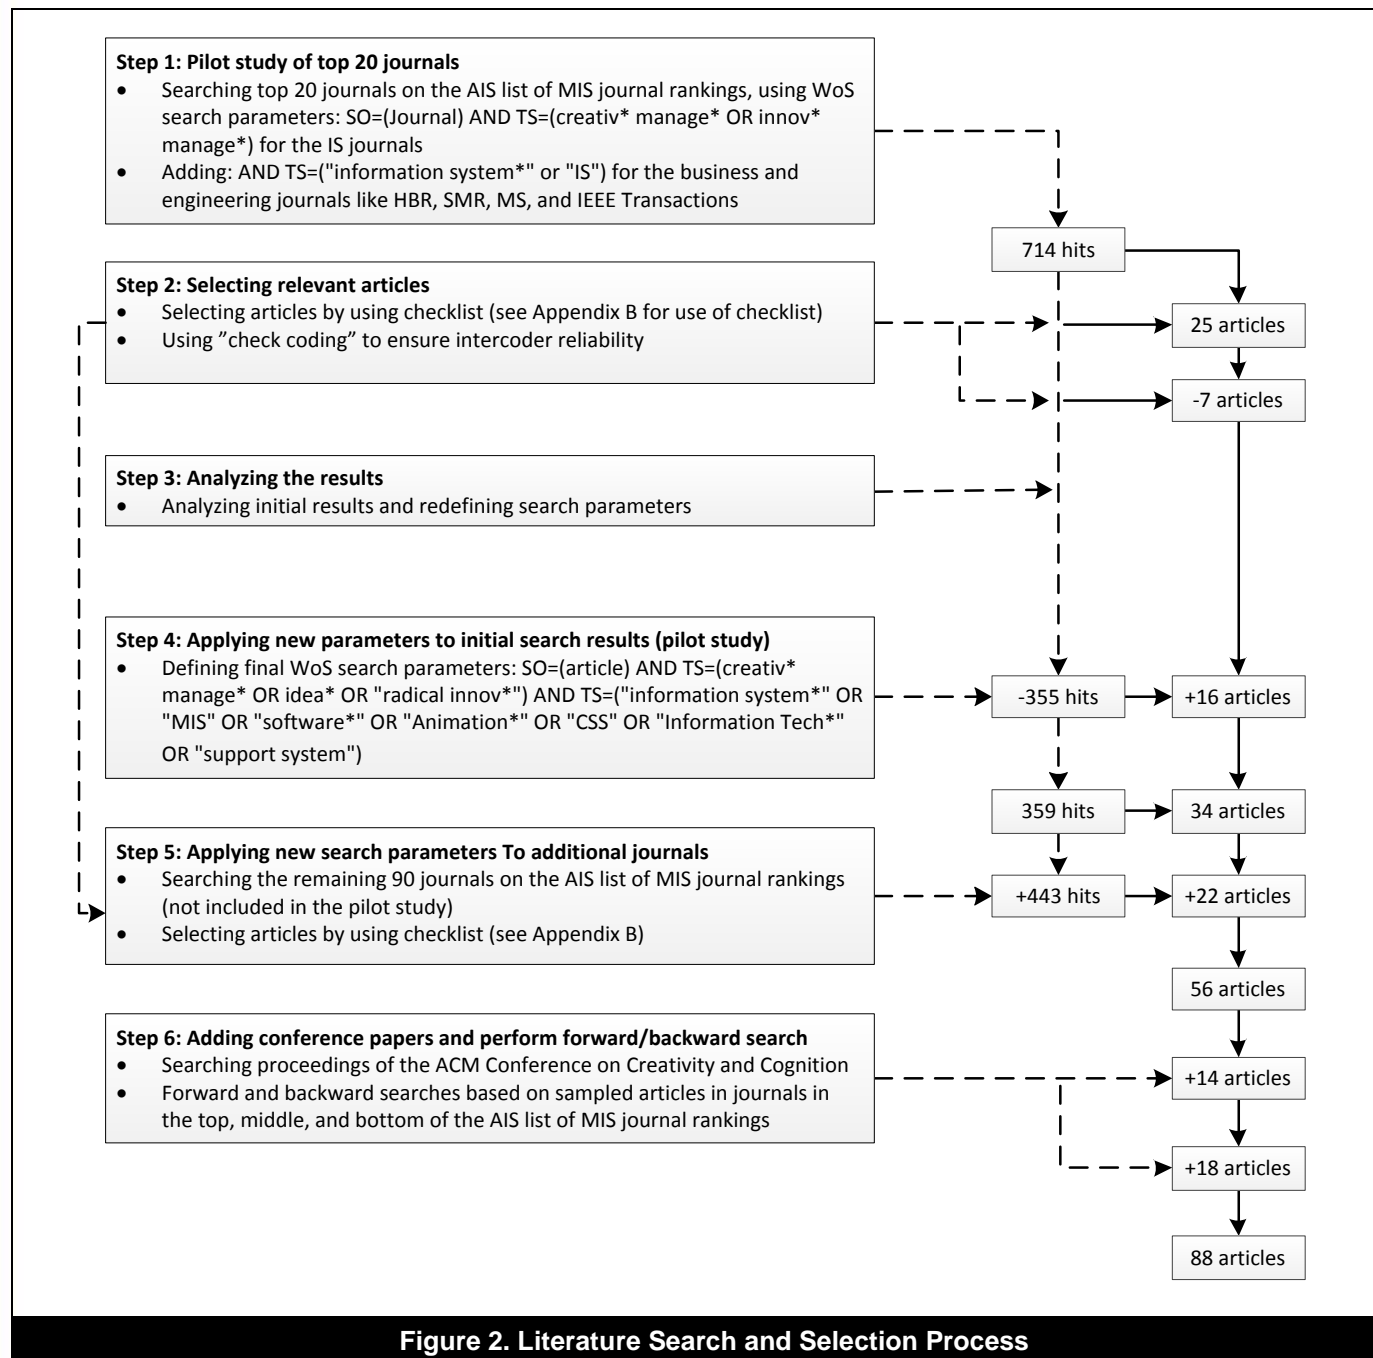 Step 1: Pilot study of top 20 journals
• Searching top 20 journals on the AIS list of MIS journal rankings, using WoS
search parameters: SO=(Journal) AND TS=(creativ* manage* OR innov*
manage*) for the IS journals
• Adding: AND TS=("information system*" or "IS") for the business and
engineering journals like HBR, SMR, MS, and IEEE Transactions
714 hits
Step 2: Selecting relevant articles
• Selecting articles by using checklist (see Appendix B for use of checklist)
• Using ”check coding” to ensure intercoder reliability
25 articles
-7 articles
Step 3: Analyzing the results
• Analyzing initial results and redefining search parameters
Step 4: Applying new parameters to initial search results (pilot study)
• Defining final WoS search parameters: SO=(article) AND TS=(creativ*
manage* OR idea* OR "radical innov*") AND TS=("information system*" OR
"MIS" OR "software*" OR "Animation*" OR "CSS" OR "Information Tech*"
OR "support system")
-355 hits
+16 articles
359 hits
34 articles
Step 5: Applying new search parameters To additional journals
• Searching the remaining 90 journals on the AIS list of MIS journal rankings
(not included in the pilot study)
• Selecting articles by using checklist (see Appendix B)
+443 hits
+22 articles
56 articles
Step 6: Adding conference papers and perform forward/backward search
• Searching proceedings of the ACM Conference on Creativity and Cognition
• Forward and backward searches based on sampled articles in journals in
the top, middle, and bottom of the AIS list of MIS journal rankings
+14 articles
+18 articles
88 articles
Figure 2. Literature Search and Selection Process